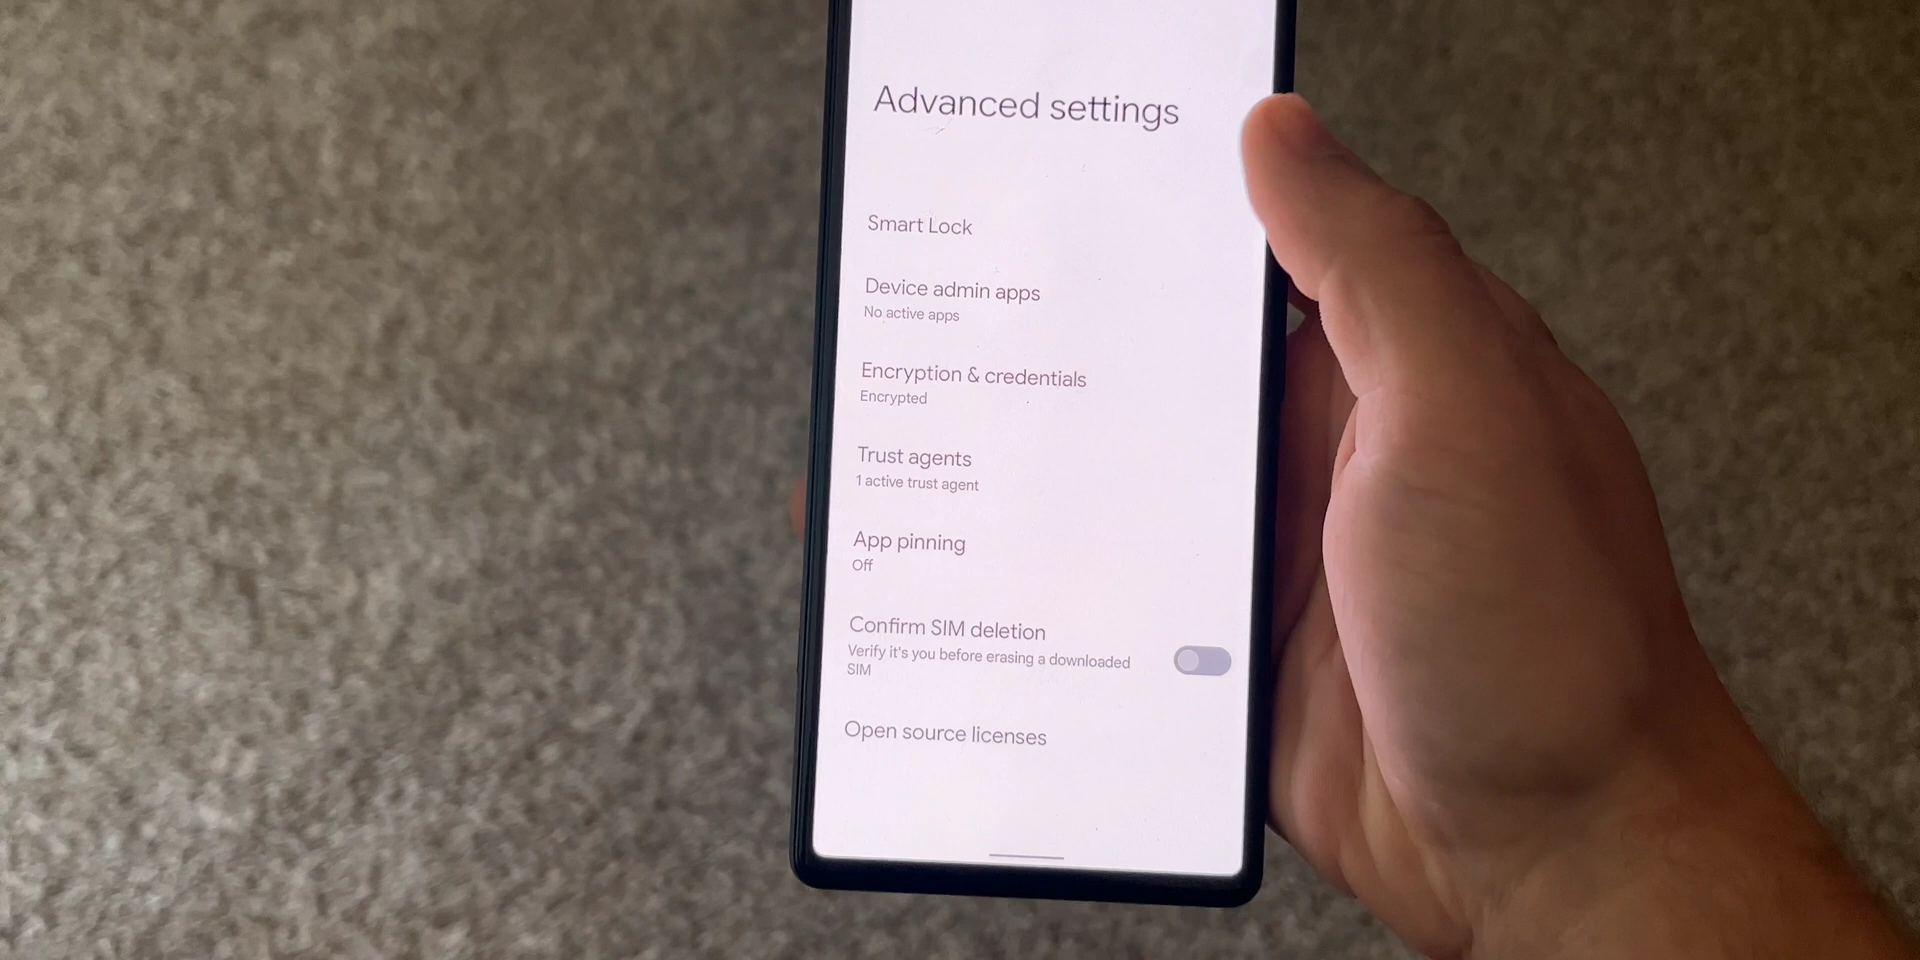 Advanced settings
Smart Lock
Device admin apps
No active apps
Encryption & credentials
Encrypted
Trust agents
1 active trust agent
App pinning
Off
Confirm SIM deletion
Verify it's you before erasing a downloaded
SIM
Open source licenses